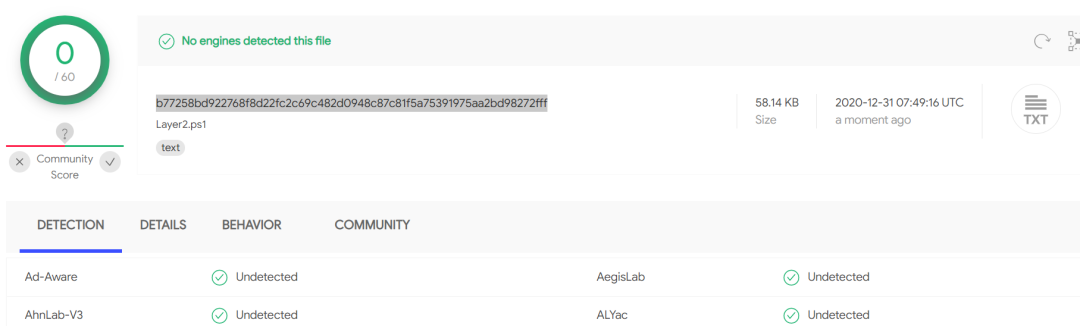 0
/ 60
?
Community
Score
No engines detected this file
b77258bd922768f8d22fc2c69c482d0948c87c81f5a75391975aa2bd98272fff
Layer2.ps1
text
58.14 KB
Size
2020-12-31 07:49:16 UTC
a moment ago
TXT
DETECTION DETAILS BEHAVIOR COMMUNITY
Ad-Aware Undetected AegisLab Undetected
AhnLab-V3 Undetected ALYac Undetected